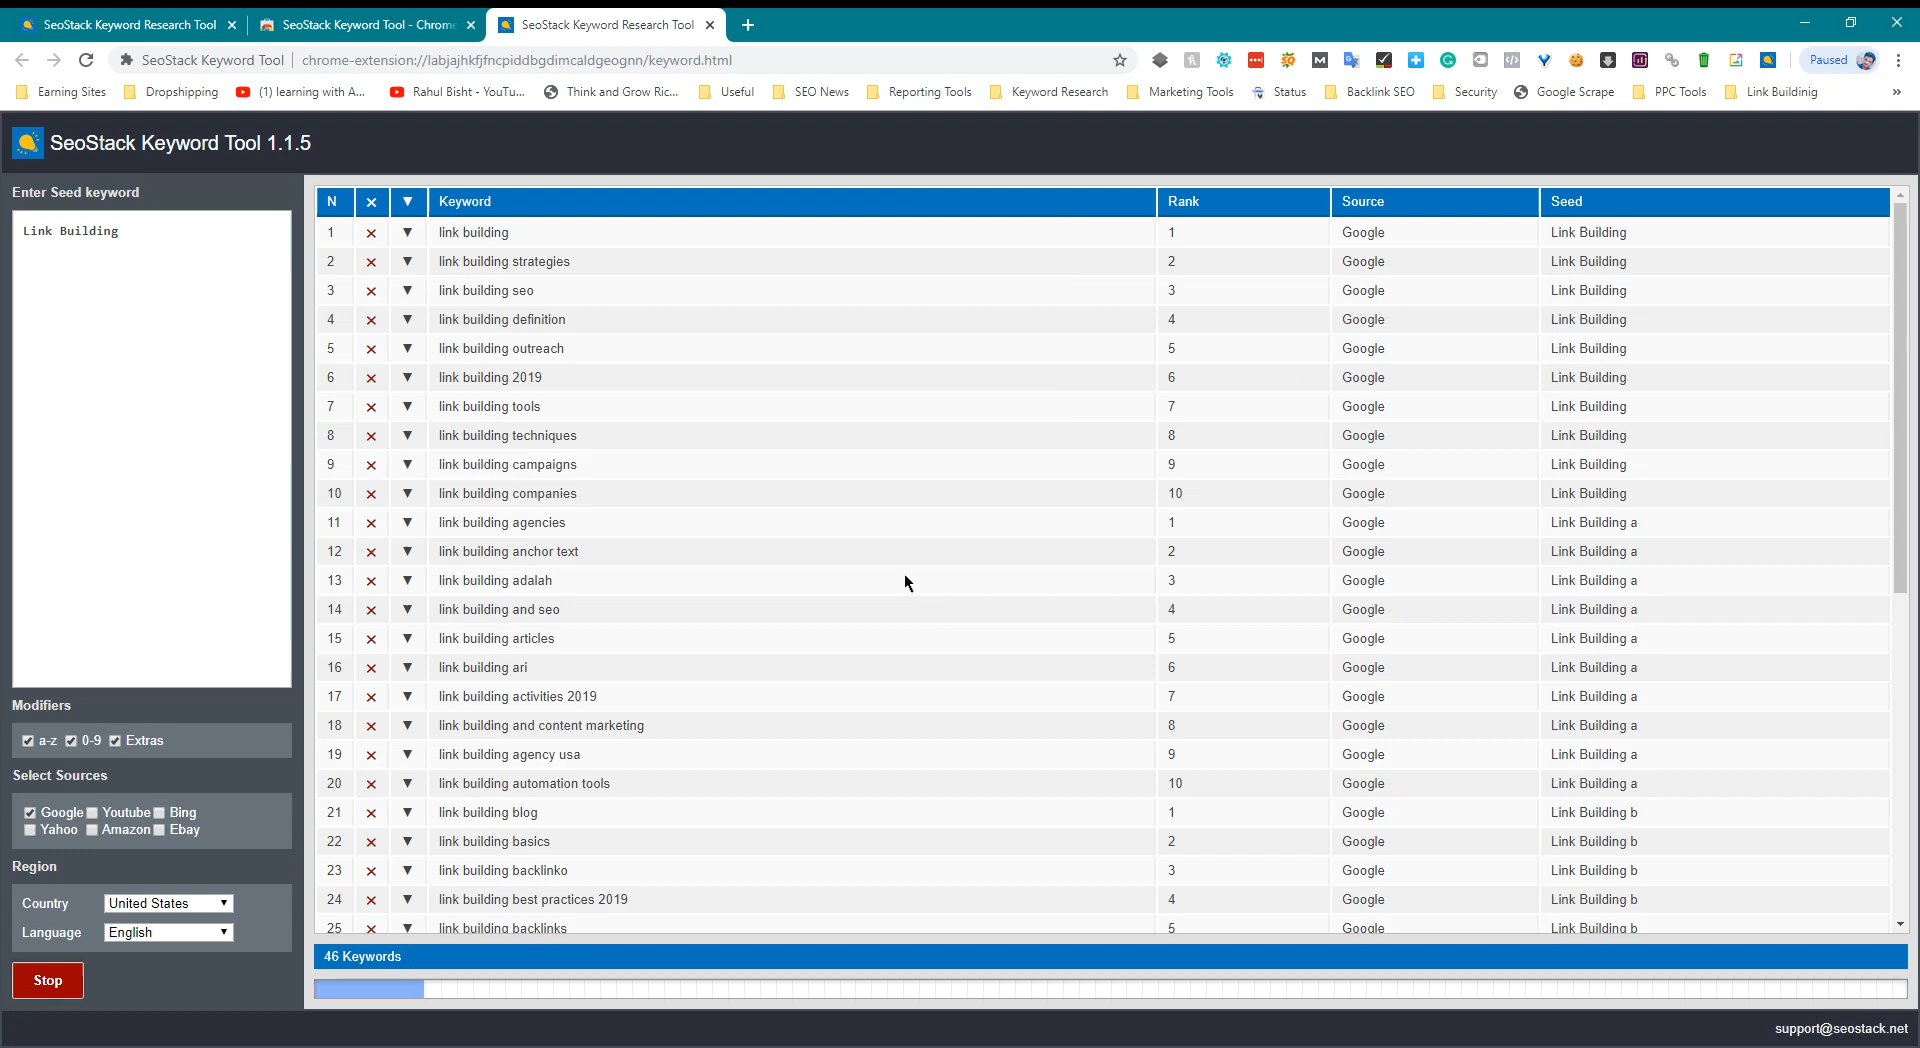 SeoStack Keyword Research Tool
SeoStack Keyword Tool - Chrome
SeoStack Keyword Research Tool
SeoStack Keyword Tool chrome-extension://labjajhkfjfncpiddbgdimcaldgeognn/keyword.html
Paused
Earning Sites
Dropshipping
(1) learning with A...
Rahul Bisht - YouTu...
Think and Grow Ric...
Useful
SEO News
Reporting Tools
Keyword Research
Marketing Tools
Status
Backlink SEO
Security
Google Scrape
PPC Tools
Link Buildinig
»
SeoStack Keyword Tool 1.1.5
Enter Seed keyword
Link Building
Modifiers
a-z 0-9 Extras
Select Sources
Google Youtube Bing
Yahoo Amazon Ebay
Region
Country United States
Language English
Stop
N Keyword Rank Source Seed
1 link building 1 Google Link Building
2 link building strategies 2 Google Link Building
3 link building seo 3 Google Link Building
4 link building definition 4 Google Link Building
5 link building outreach 5 Google Link Building
6 link building 2019 6 Google Link Building
7 link building tools 7 Google Link Building
8 link building techniques 8 Google Link Building
9 link building campaigns 9 Google Link Building
10 link building companies 10 Google Link Building
11 link building agencies 1 Google Link Building a
12 link building anchor text 2 Google Link Building a
13 link building adalah 3 Google Link Building a
14 link building and seo 4 Google Link Building a
15 link building articles 5 Google Link Building a
16 link building ari 6 Google Link Building a
17 link building activities 2019 7 Google Link Building a
18 link building and content marketing 8 Google Link Building a
19 link building agency usa 9 Google Link Building a
20 link building automation tools 10 Google Link Building a
21 link building blog 1 Google Link Building b
22 link building basics 2 Google Link Building b
23 link building backlinko 3 Google Link Building b
24 link building best practices 2019 4 Google Link Building b
25 link building backlinks 5 Google Link Building b
46 Keywords
support@seostack.net